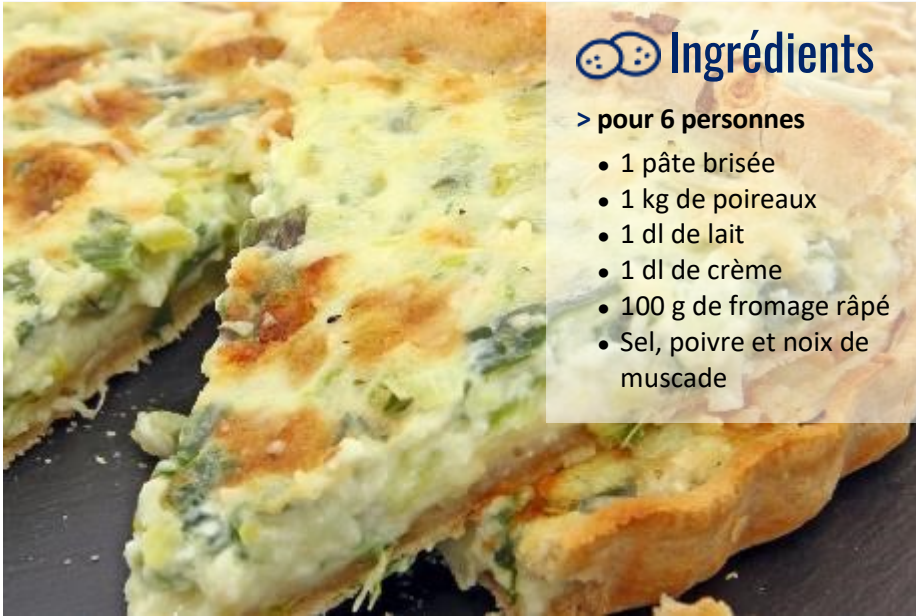 Ingrédients
> pour 6 personnes
• 1 pâte brisée
• 1 kg de poireaux
• 1 dl de lait
• 1 dl de crème
• 100 g de fromage râpé
• Sel, poivre et noix de
muscade